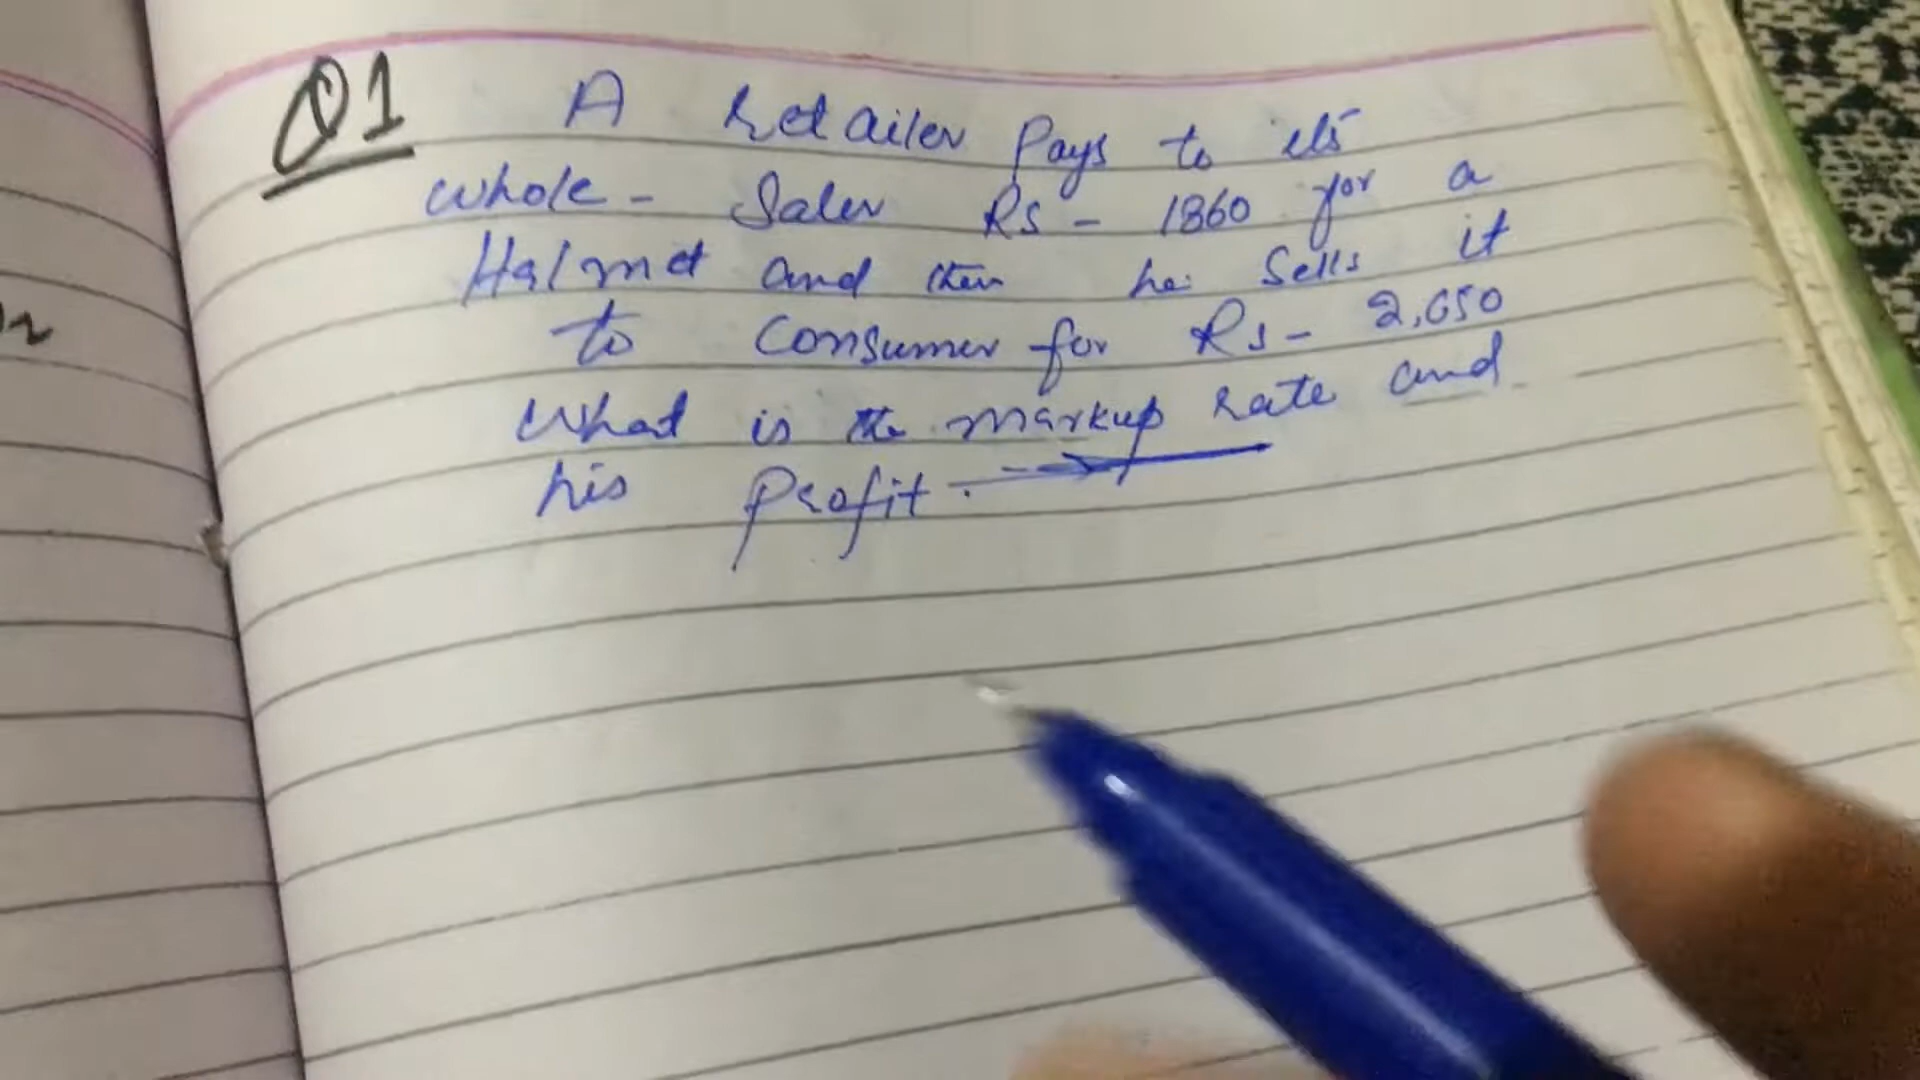 Q1 A Retailer Pays to its
whole - Saler Rs - 1860 for a
Halmet and then he Sells it
to Consumer for Rs - 2,650
What is the markup rate and
his Profit.